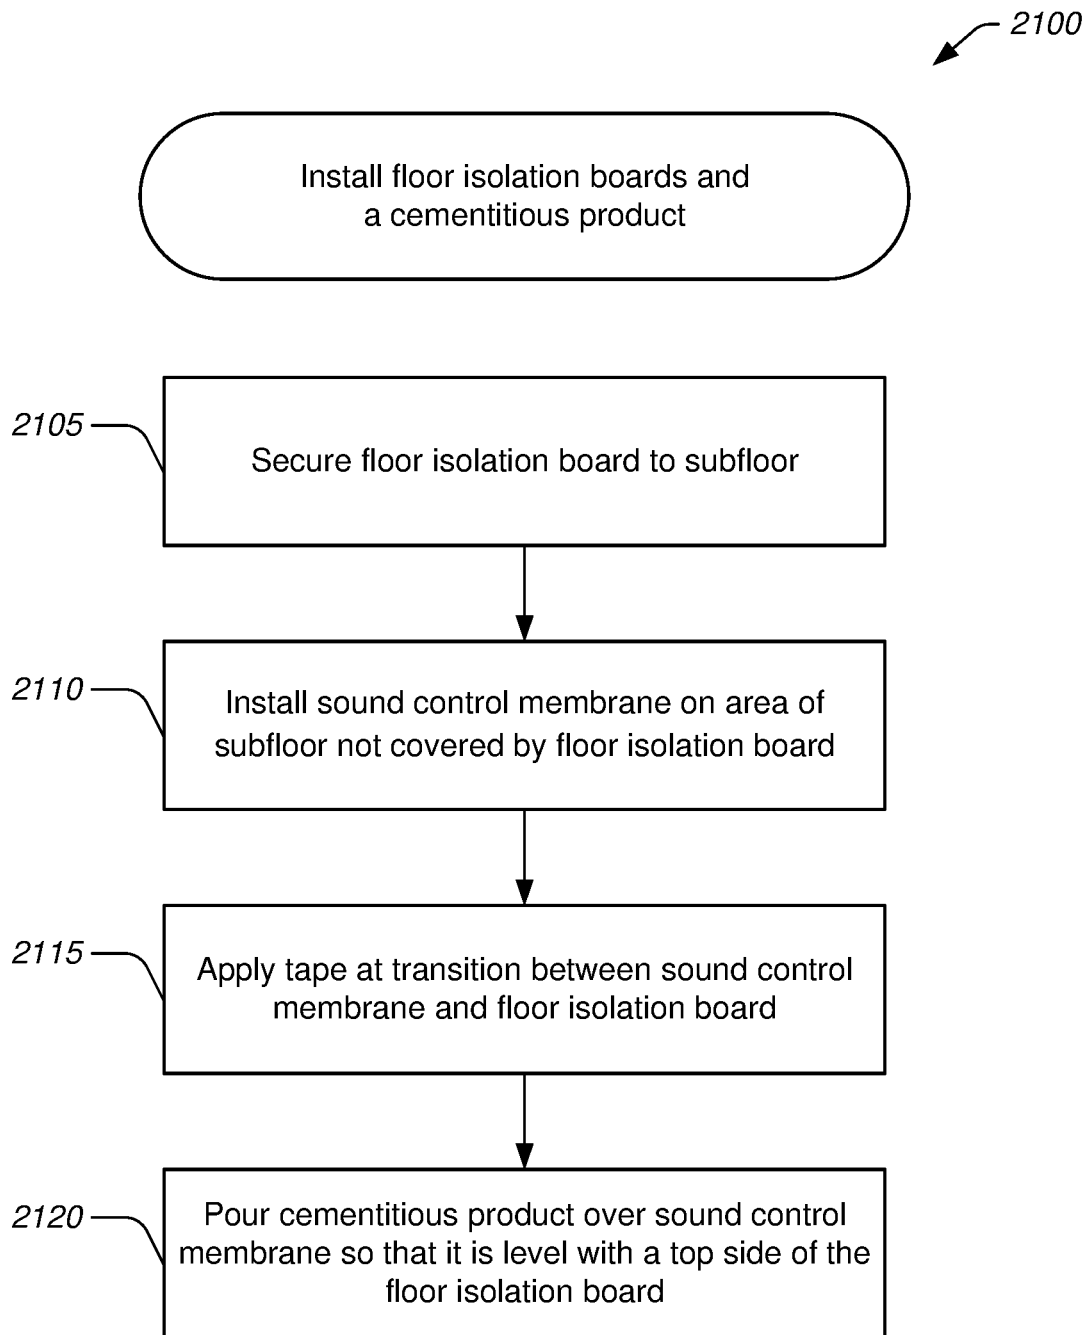 2100
Install floor isolation boards and
a cementitious product
2105
Secure floor isolation board to subfloor
2110
Install sound control membrane on area of
subfloor not covered by floor isolation board
2115
Apply tape at transition between sound control
membrane and floor isolation board
2120
Pour cementitious product over sound control
membrane so that it is level with a top side of the
floor isolation board